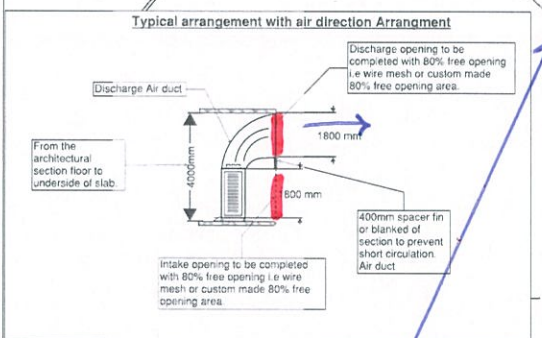 Typical arrangement with air direction Arrangment
Discharge opening to be
completed with 80% free opening
i.e wire mesh or custom made
80% free opening area.
Discharge Air duct
1800 mm
From the
architectural
section floor to
underside of slab.
4000mm
800 mm
400mm spacer fin
or blanked of
section to prevent
short circulation.
Air duct
Intake opening to be completed
with 80% free opening i.e wire
mesh or custom made 80% free
opening area.